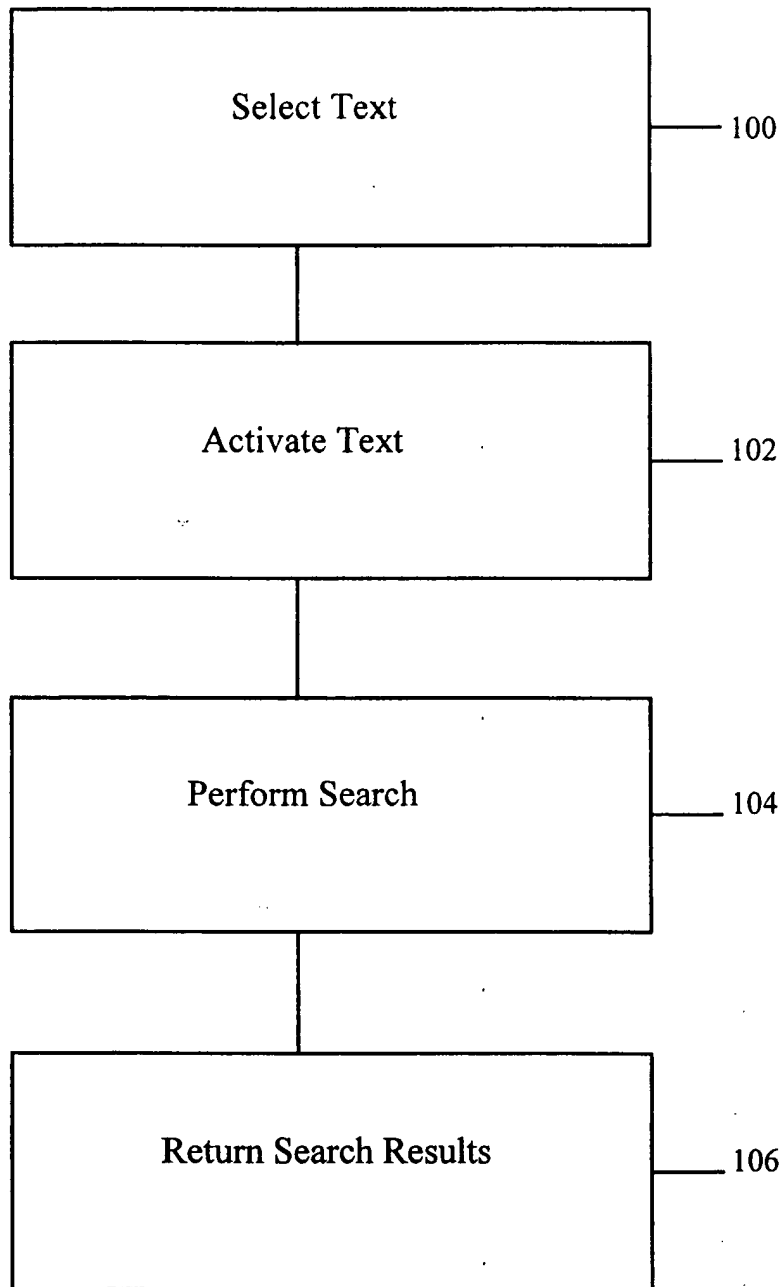 Select Text
100
Activate Text
102
Perform Search
104
Return Search Results
106